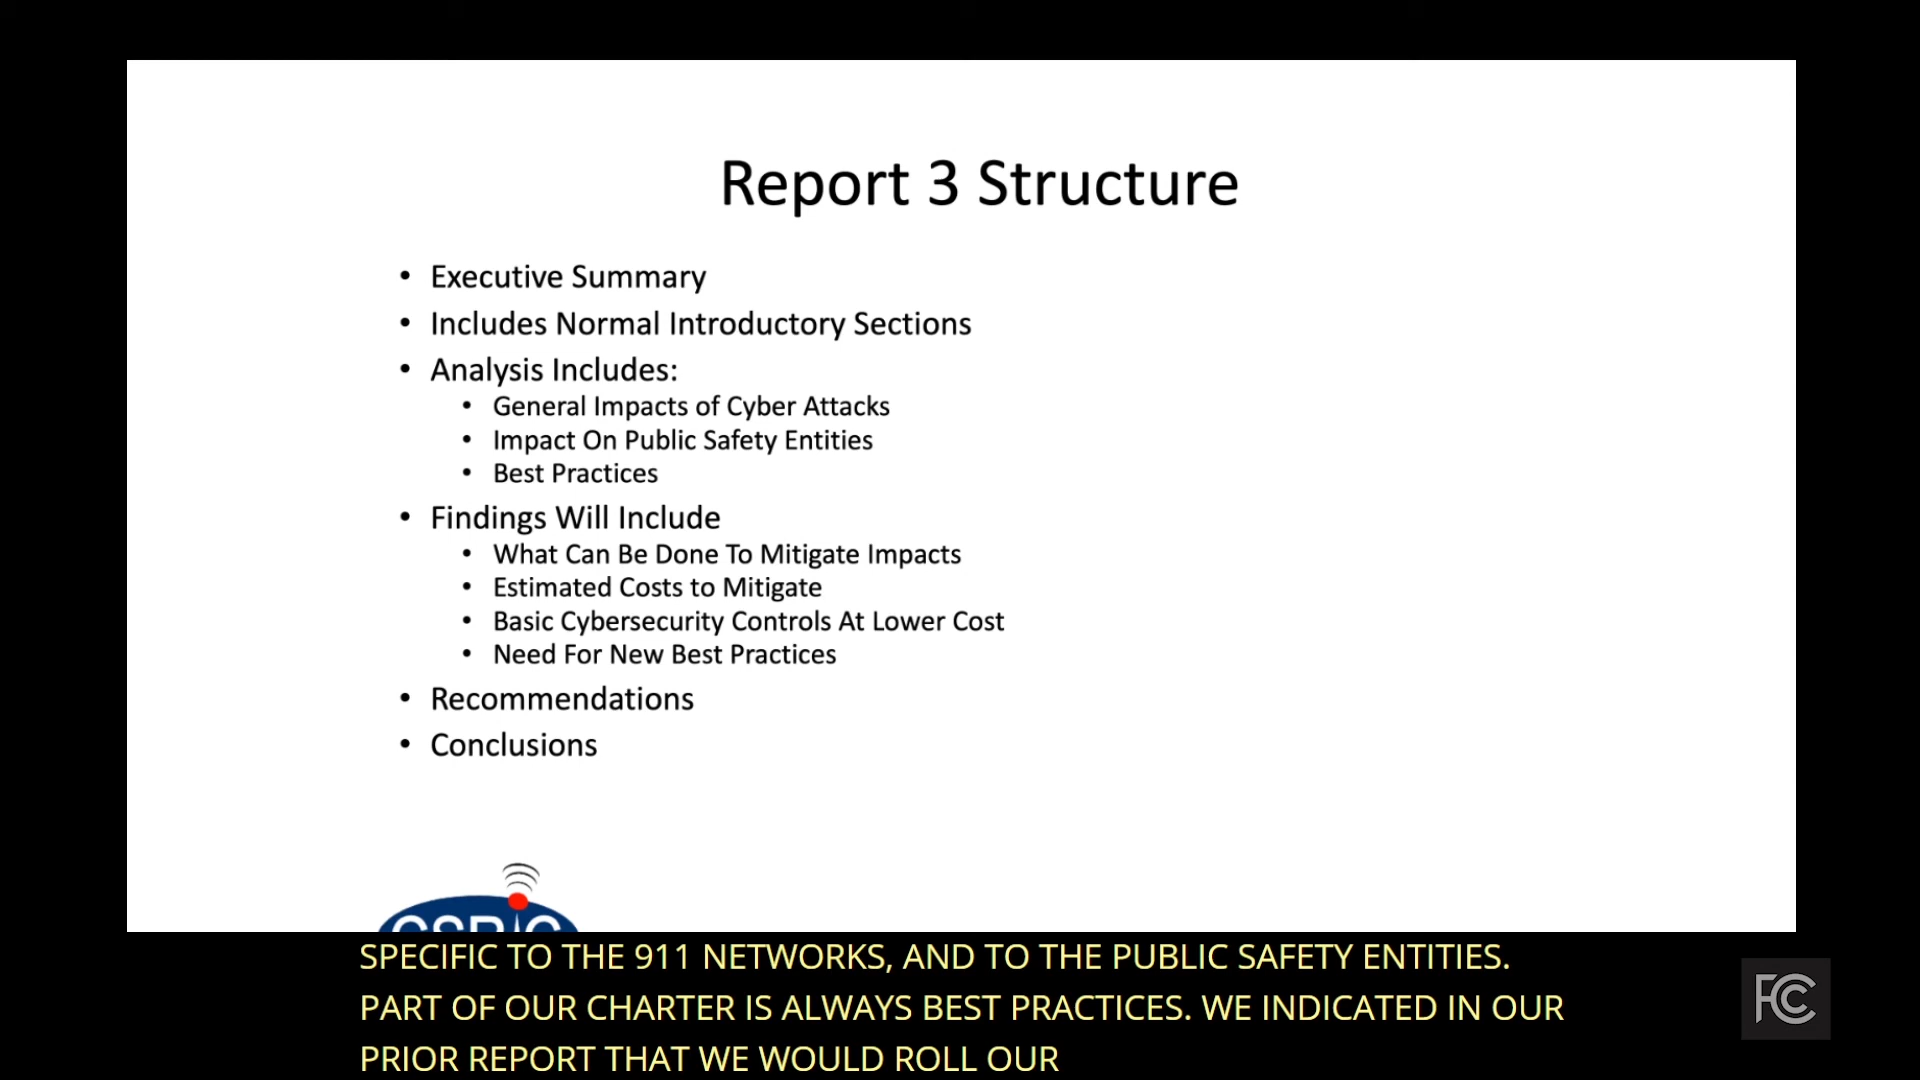 Report 3 Structure
• Executive Summary
• Includes Normal Introductory Sections
• Analysis Includes:
• General Impacts of Cyber Attacks
• Impact On Public Safety Entities
• Best Practices
• Findings Will Include
• What Can Be Done To Mitigate Impacts
• Estimated Costs to Mitigate
• Basic Cybersecurity Controls At Lower Cost
• Need For New Best Practices
• Recommendations
• Conclusions
CSRIC
SPECIFIC TO THE 911 NETWORKS, AND TO THE PUBLIC SAFETY ENTITIES.
PART OF OUR CHARTER IS ALWAYS BEST PRACTICES. WE INDICATED IN OUR
PRIOR REPORT THAT WE WOULD ROLL OUR
FCC